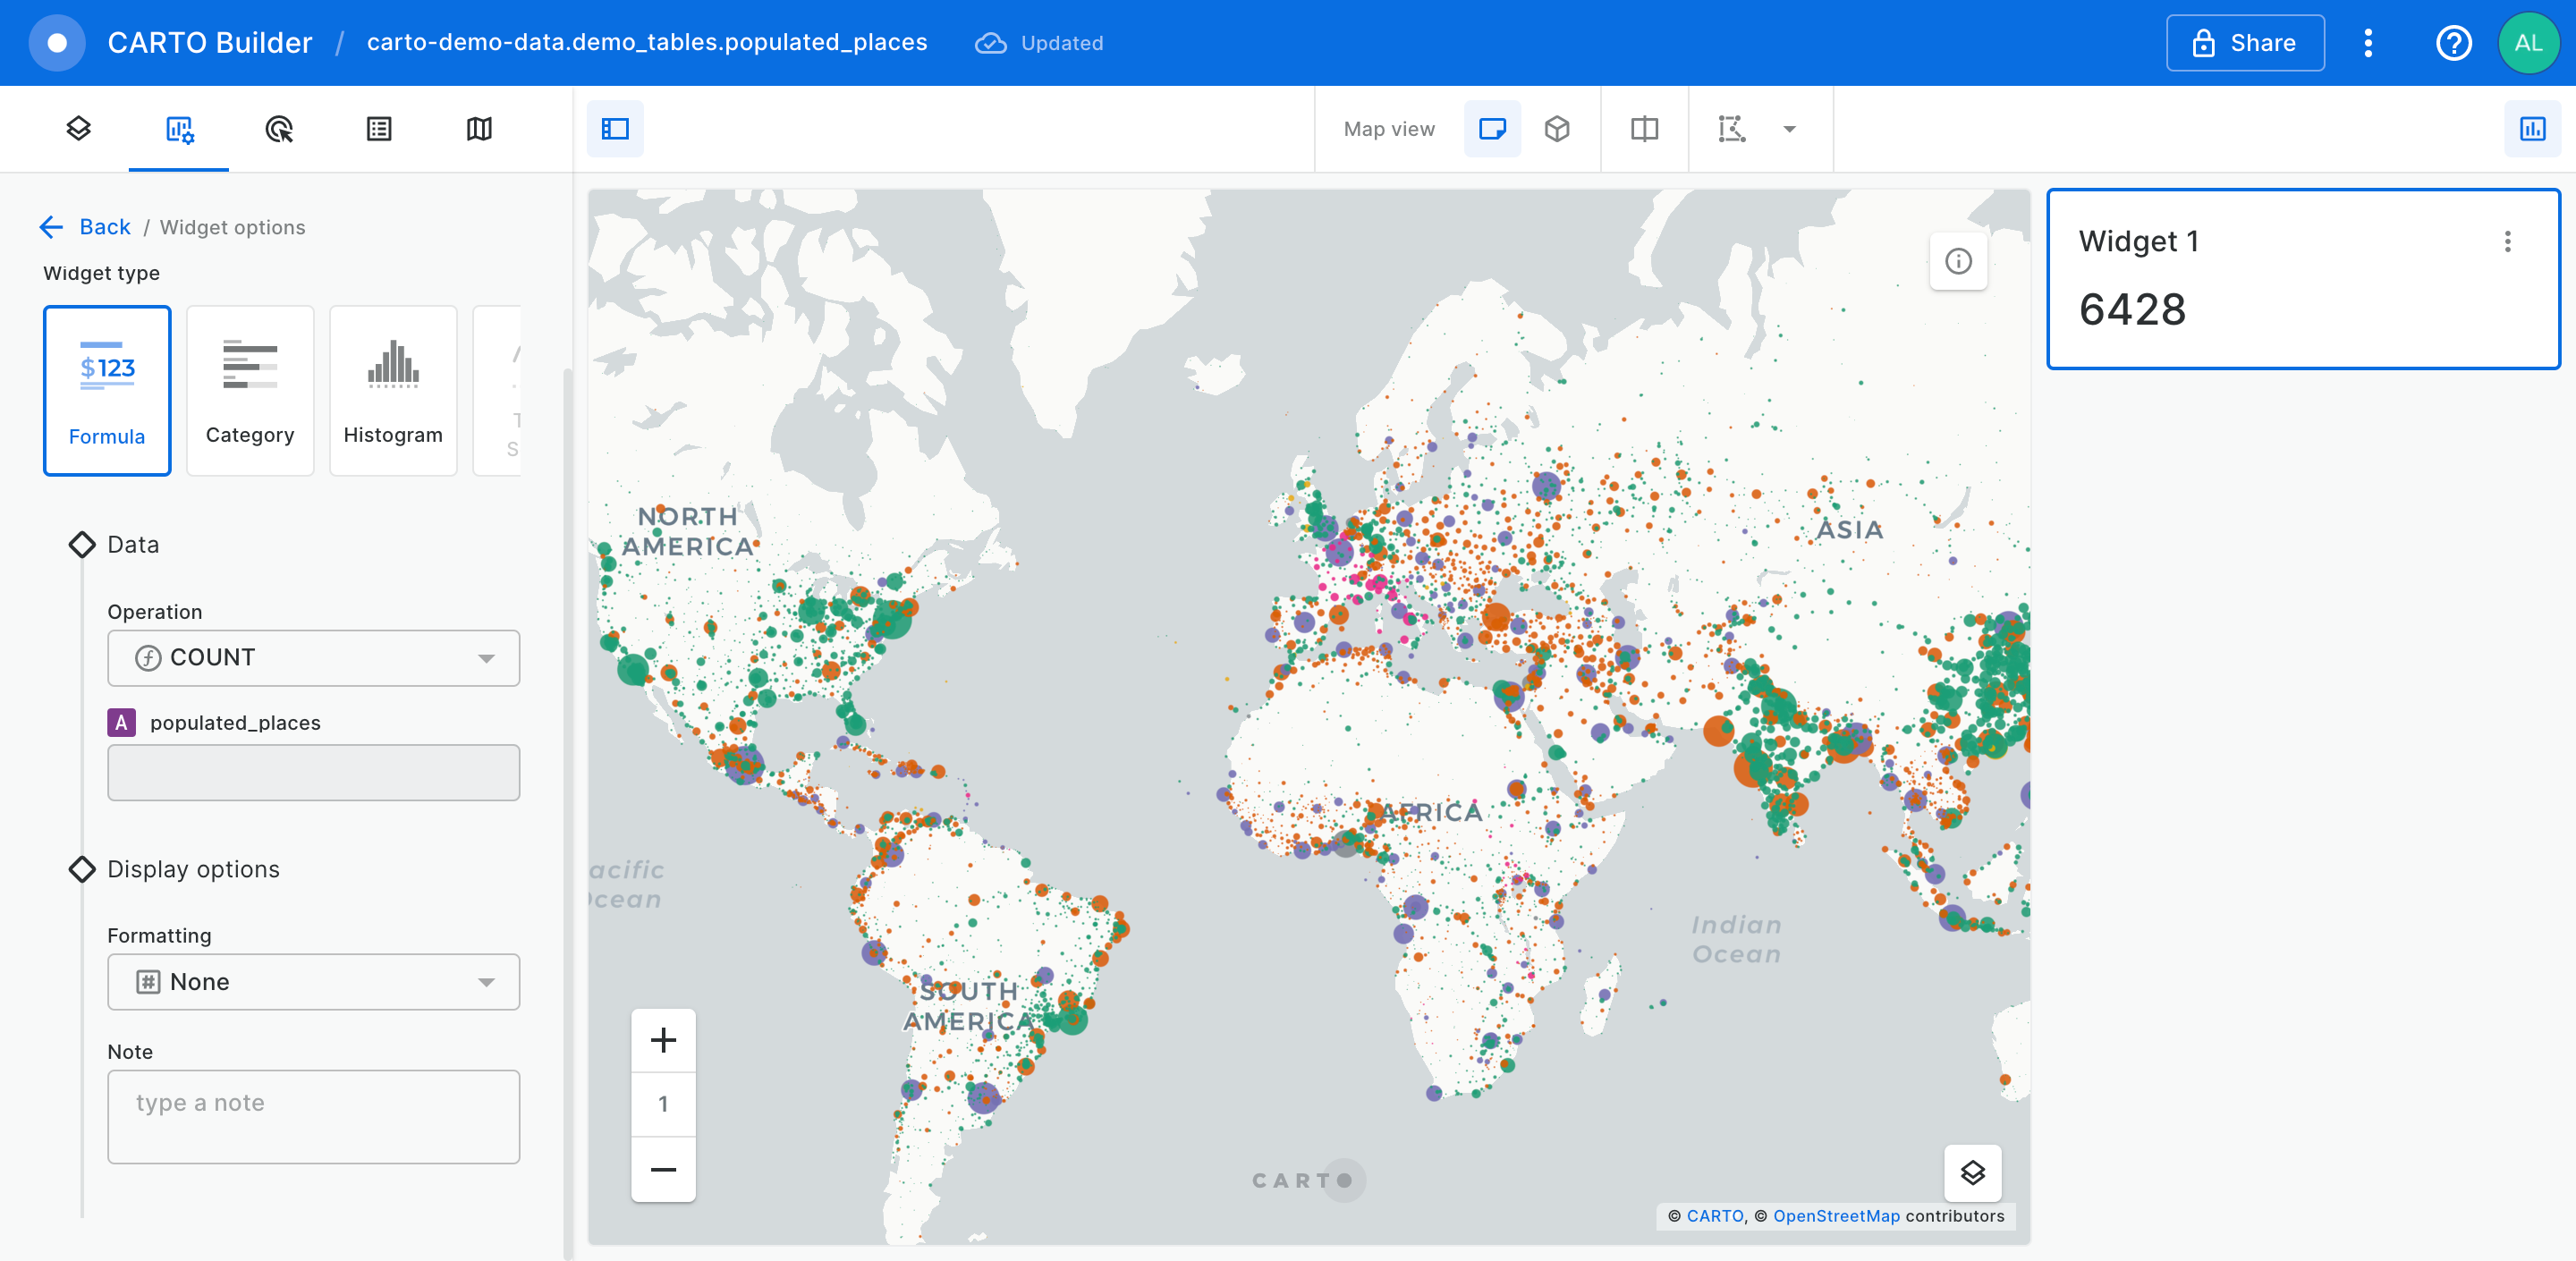 CARTO Builder / carto-demo-data.demo_tables.populated_places Updated
Share
AL
Map view
Back / Widget options
Widget type
$123
Formula
Category
Histogram
T
S
Data
Operation
COUNT
A populated_places
Display options
Formatting
# None
Note
type a note
NORTH
AMERICA
ASIA
AFRICA
acific
cean
Indian
Ocean
SOUTH
AMERICA
+
1
−
CARTO
© CARTO, © OpenStreetMap contributors
Widget 1
6428